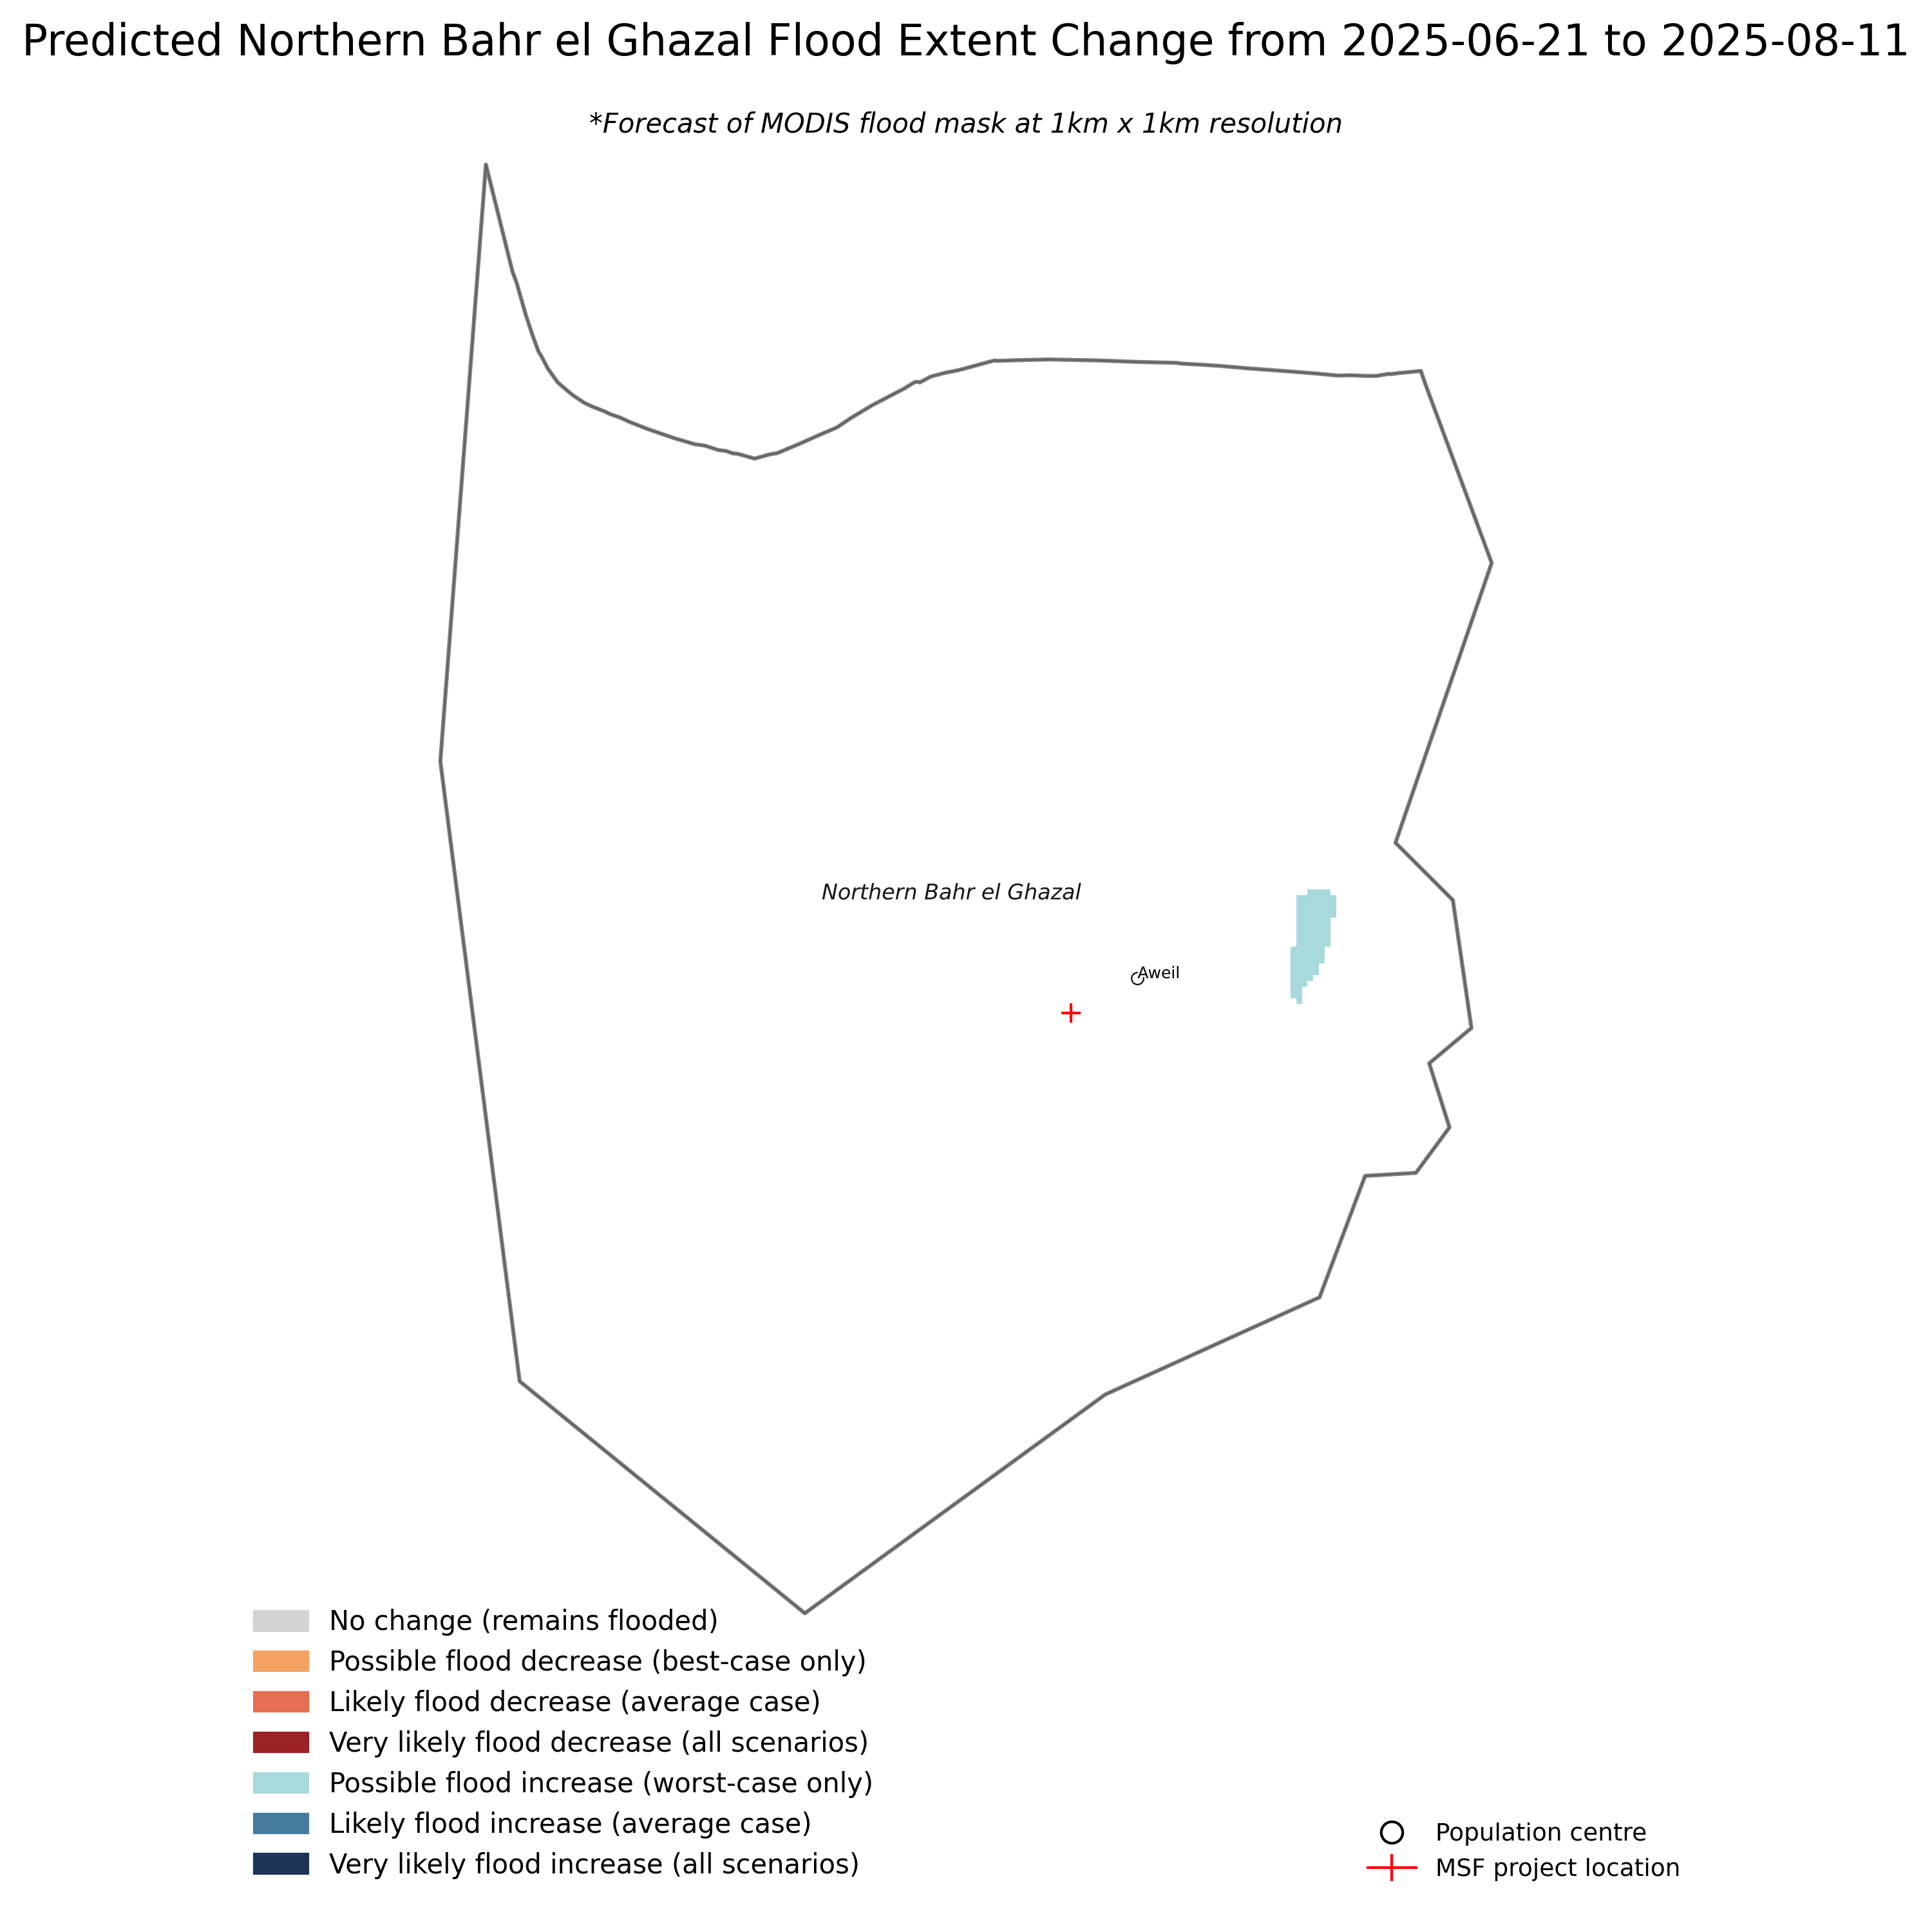 Predicted Northern Bahr el Ghazal Flood Extent Change from 2025-06-21 to 2025-08-11
*Forecast of MODIS flood mask at 1km x 1km resolution
Northern Bahr el Ghazal
Aweil
No change (remains flooded)
Possible flood decrease (best-case only)
Likely flood decrease (average case)
Very likely flood decrease (all scenarios)
Possible flood increase (worst-case only)
Likely flood increase (average case)
Very likely flood increase (all scenarios)
Population centre
MSF project location